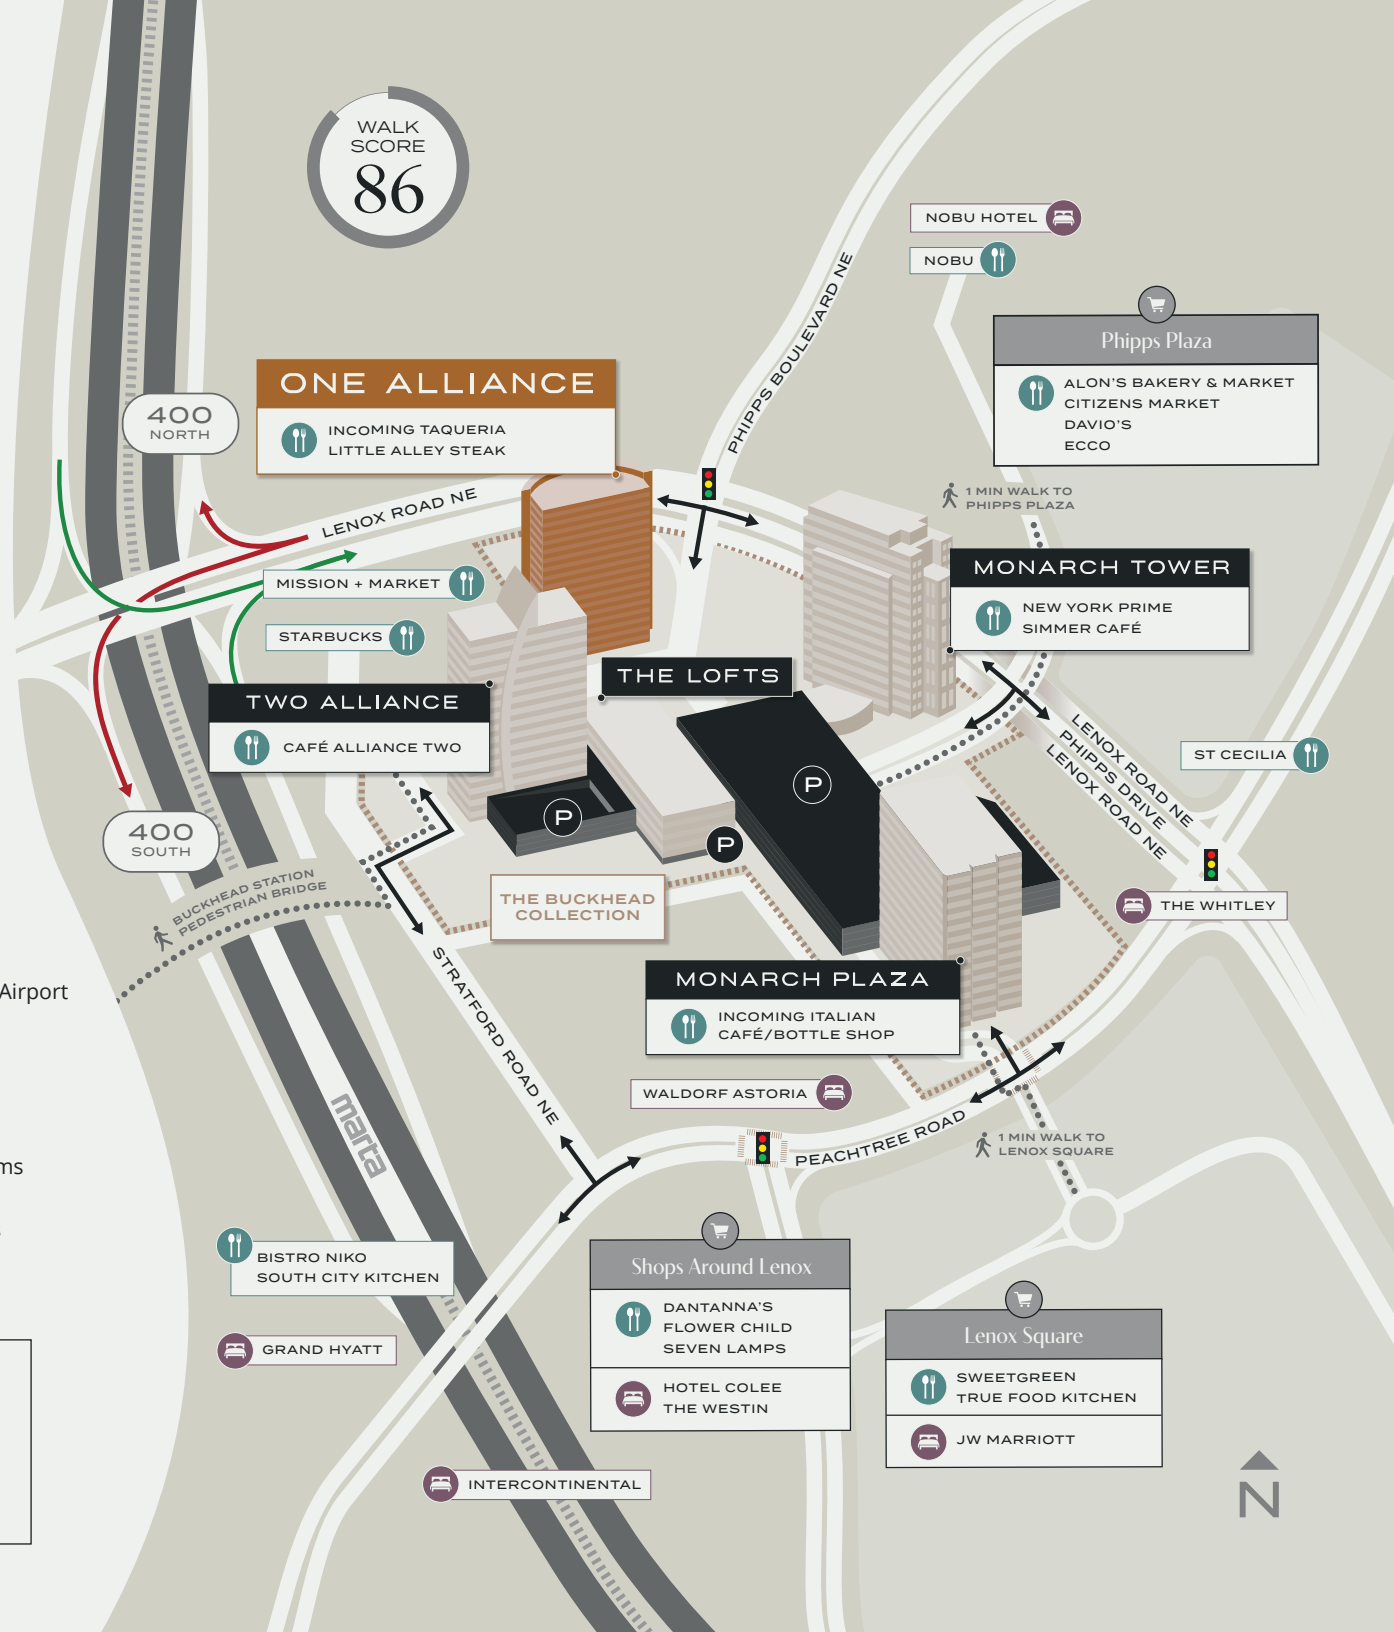 WALK
SCORE
86
NOBU HOTEL
NOBU
PHIPPS BOULEVARD NE
Phipps Plaza
ALON'S BAKERY & MARKET
CITIZENS MARKET
DAVIO'S
ECCO
ONE ALLIANCE
INCOMING TAQUERIA
LITTLE ALLEY STEAK
400
NORTH
LENOX ROAD NE
1 MIN WALK TO
PHIPPS PLAZA
MISSION + MARKET
STARBUCKS
MONARCH TOWER
NEW YORK PRIME
SIMMER CAFÉ
THE LOFTS
TWO ALLIANCE
CAFÉ ALLIANCE TWO
LENOX ROAD NE
PHIPPS DRIVE
LENOX ROAD NE
ST CECILIA
P
P
P
400
SOUTH
BUCKHEAD STATION
PEDESTRIAN BRIDGE
THE BUCKHEAD
COLLECTION
THE WHITLEY
MONARCH PLAZA
INCOMING ITALIAN
CAFÉ/BOTTLE SHOP
STRATFORD ROAD NE
Airport
WALDORF ASTORIA
PEACHTREE ROAD
1 MIN WALK TO
LENOX SQUARE
marta
ms
BISTRO NIKO
SOUTH CITY KITCHEN
GRAND HYATT
Shops Around Lenox
DANTANNA'S
FLOWER CHILD
SEVEN LAMPS
HOTEL COLEE
THE WESTIN
Lenox Square
SWEETGREEN
TRUE FOOD KITCHEN
JW MARRIOTT
INTERCONTINENTAL
N